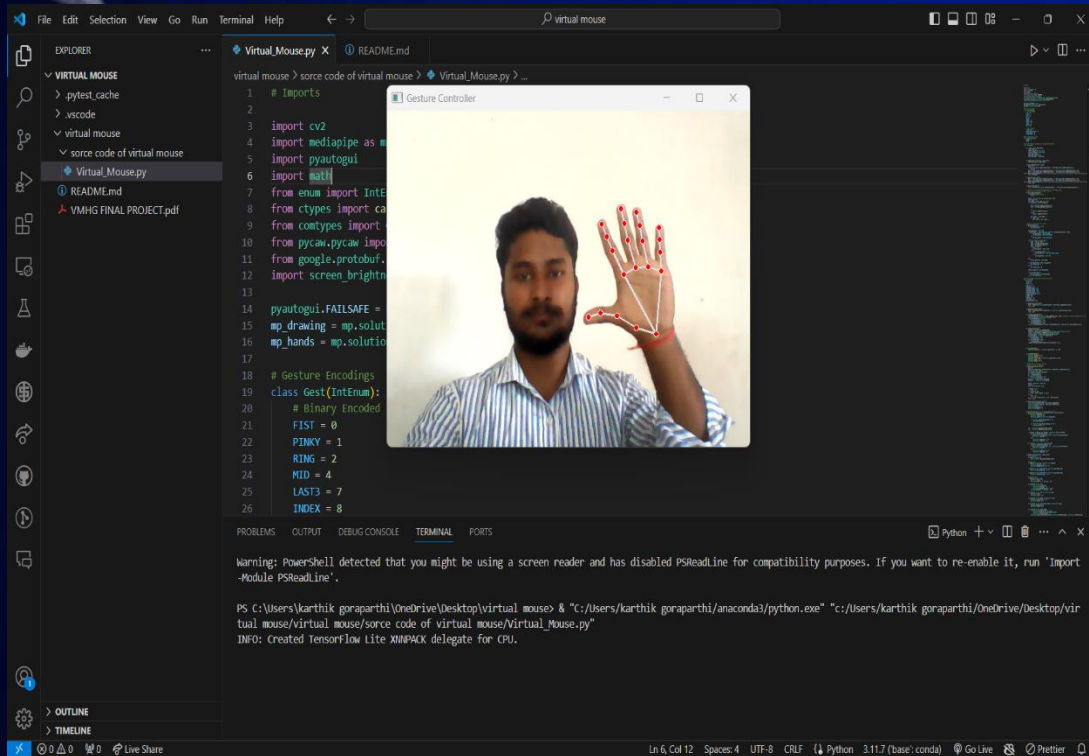 File Edit Selection View Go Run Terminal Help
virtual mouse
EXPLORER
Virtual_Mouse.py
README.md
VIRTUAL MOUSE
.pytest_cache
.vscode
virtual mouse
sorce code of virtual mouse
Virtual_Mouse.py
README.md
VMHG FINAL PROJECT.pdf
virtual mouse > sorce code of virtual mouse > Virtual_Mouse.py > ...
1 # Imports
2
3 import cv2
4 import mediapipe as m
5 import pyautogui
6 import math
7 from enum import IntE
8 from ctypes import ca
9 from comtypes import
10 from pycaw.pycaw impo
11 from google.protobuf.
12 import screen_brightn
13
14 pyautogui.FAILSAFE =
15 mp_drawing = mp.solut
16 mp_hands = mp.solutio
17
18 # Gesture Encodings
19 class Gest(IntEnum):
20 # Binary Encoded
21 FIST = 0
22 PINKY = 1
23 RING = 2
24 MID = 4
25 LAST3 = 7
26 INDEX = 8
Gesture Controller
PROBLEMS OUTPUT DEBUG CONSOLE TERMINAL PORTS
Python
Warning: PowerShell detected that you might be using a screen reader and has disabled PSReadLine for compatibility purposes. If you want to re-enable it, run 'Import
-Module PSReadLine'.
PS C:\Users\karthik goraparthi\OneDrive\Desktop\virtual mouse> & "C:/Users/karthik goraparthi/anaconda3/python.exe" "c:/Users/karthik goraparthi/OneDrive/Desktop/vir
tual mouse/virtual mouse/sorce code of virtual mouse/Virtual_Mouse.py"
INFO: Created TensorFlow Lite XNNPACK delegate for CPU.
1
OUTLINE
TIMELINE
0 0 0 Live Share
Ln 6, Col 12 Spaces: 4 UTF-8 CRLF Python 3.11.7 ('base': conda) Go Live Prettier